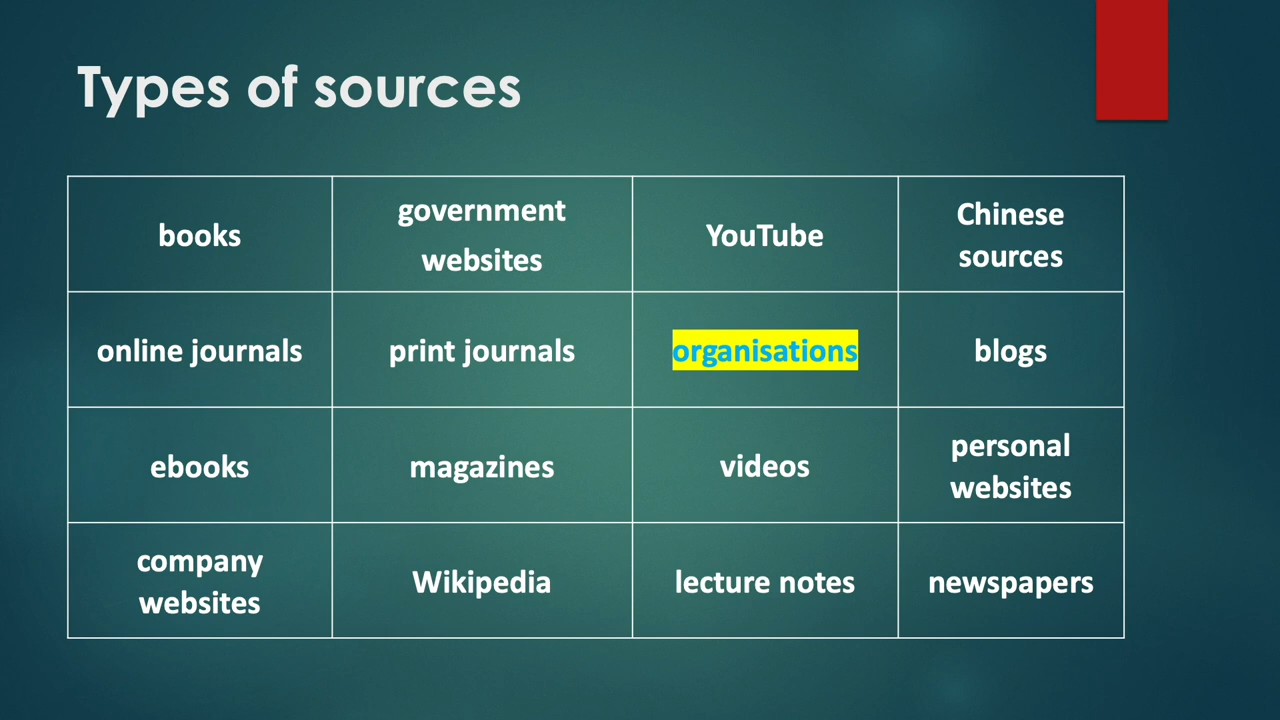 Types of sources
books
government
websites
YouTube
Chinese
sources
online journals
print journals
organisations
blogs
ebooks
magazines
videos
personal
websites
company
websites
Wikipedia
lecture notes
newspapers